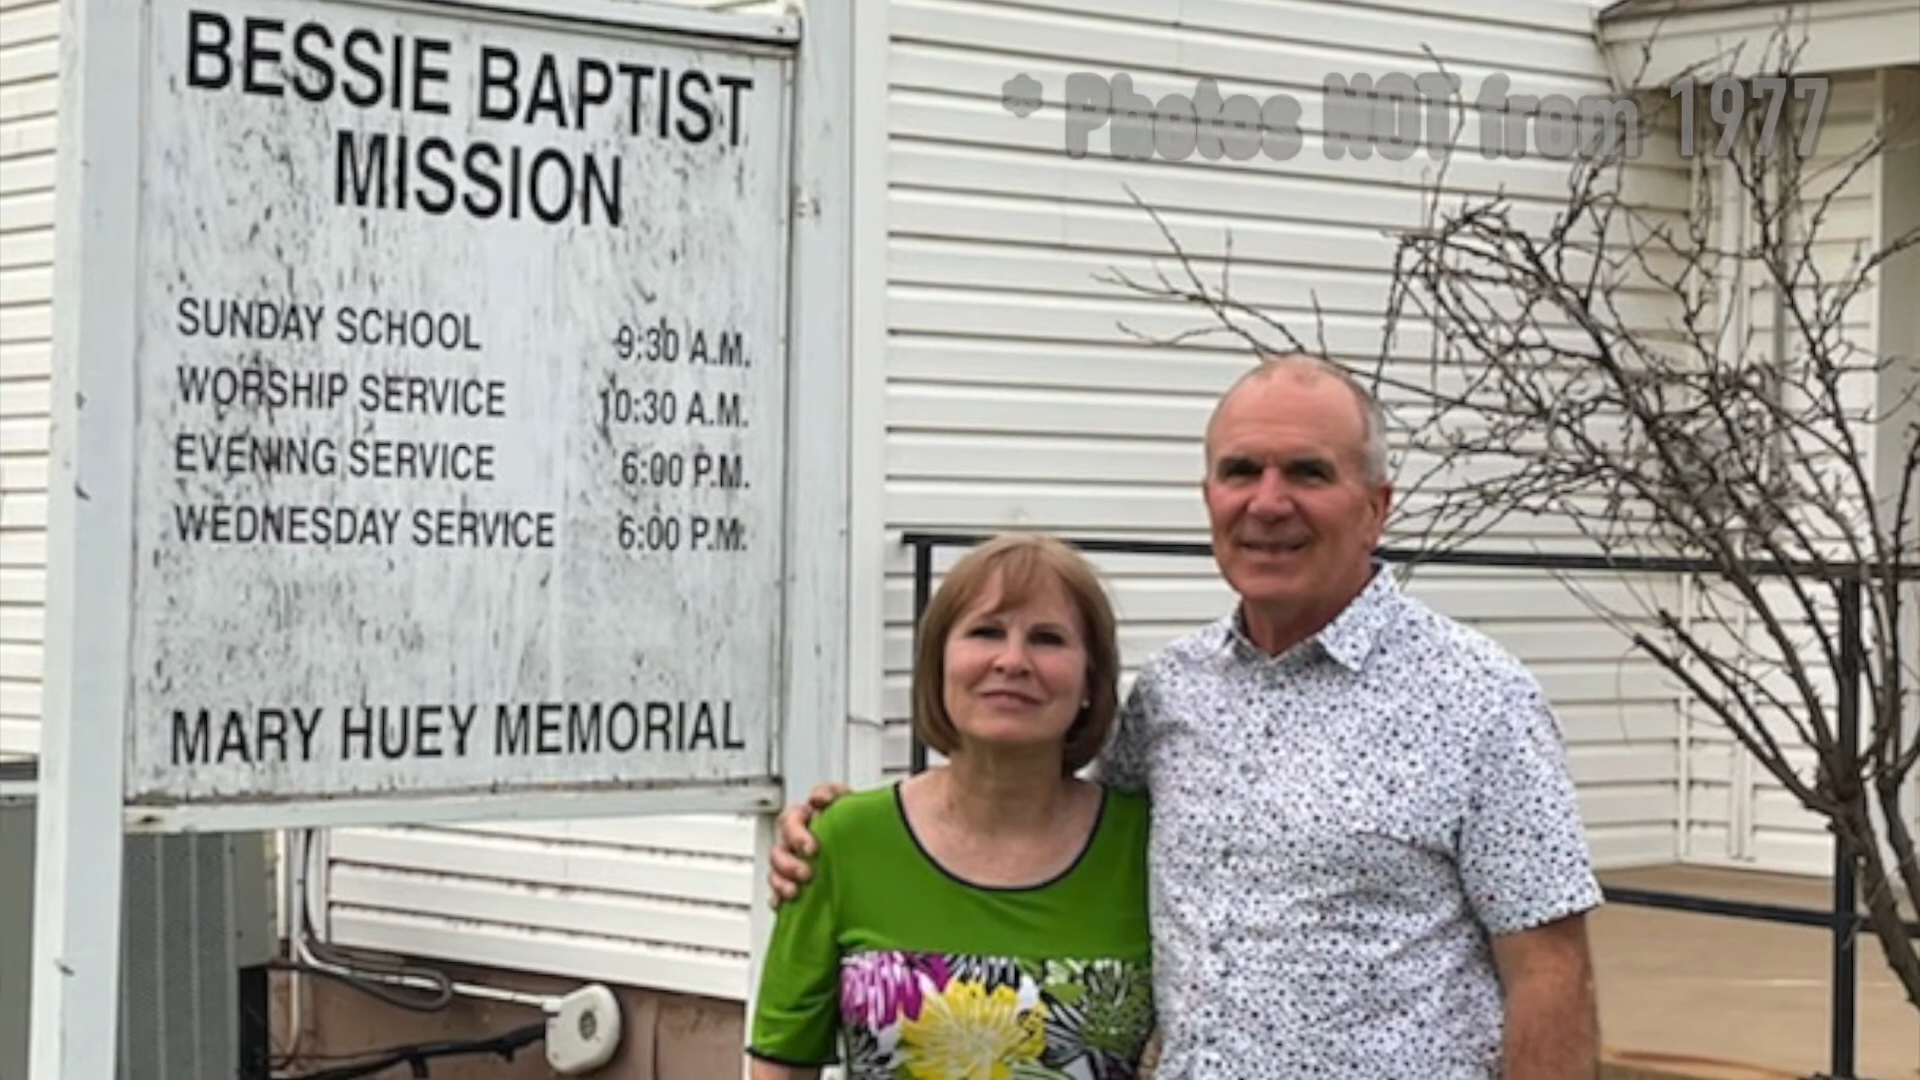 BESSIE BAPTIST
MISSION
* Photos NOT from 1977
SUNDAY SCHOOL 9:30 A.M.
WORSHIP SERVICE 10:30 A.M.
EVENING SERVICE 6:00 P.M.
WEDNESDAY SERVICE 6:00 P.M.
MARY HUEY MEMORIAL